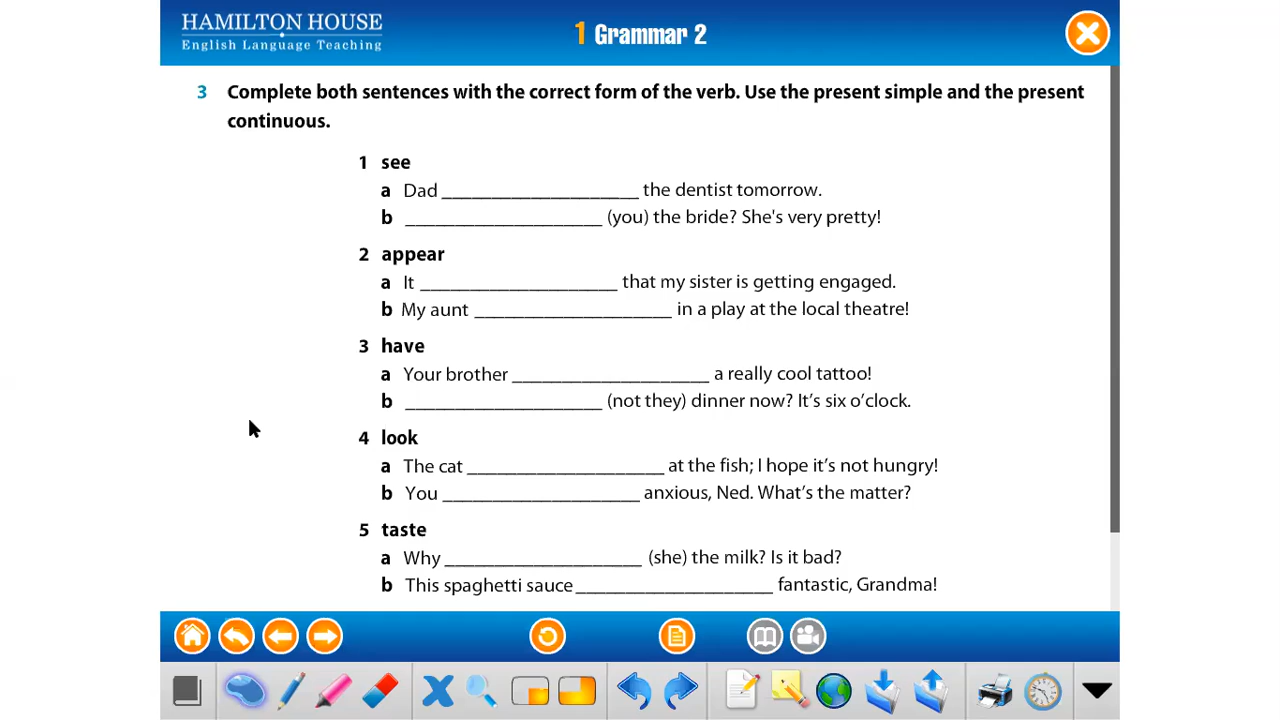 HAMILTON HOUSE
English Language Teaching
1 Grammar 2
3 Complete both sentences with the correct form of the verb. Use the present simple and the present
continuous.
1 see
a Dad ____________________ the dentist tomorrow.
b ____________________ (you) the bride? She's very pretty!
2 appear
a It ____________________ that my sister is getting engaged.
b My aunt ____________________ in a play at the local theatre!
3 have
a Your brother ____________________ a really cool tattoo!
b ____________________ (not they) dinner now? It's six o'clock.
4 look
a The cat ____________________ at the fish; I hope it's not hungry!
b You ____________________ anxious, Ned. What's the matter?
5 taste
a Why ____________________ (she) the milk? Is it bad?
b This spaghetti sauce ____________________ fantastic, Grandma!